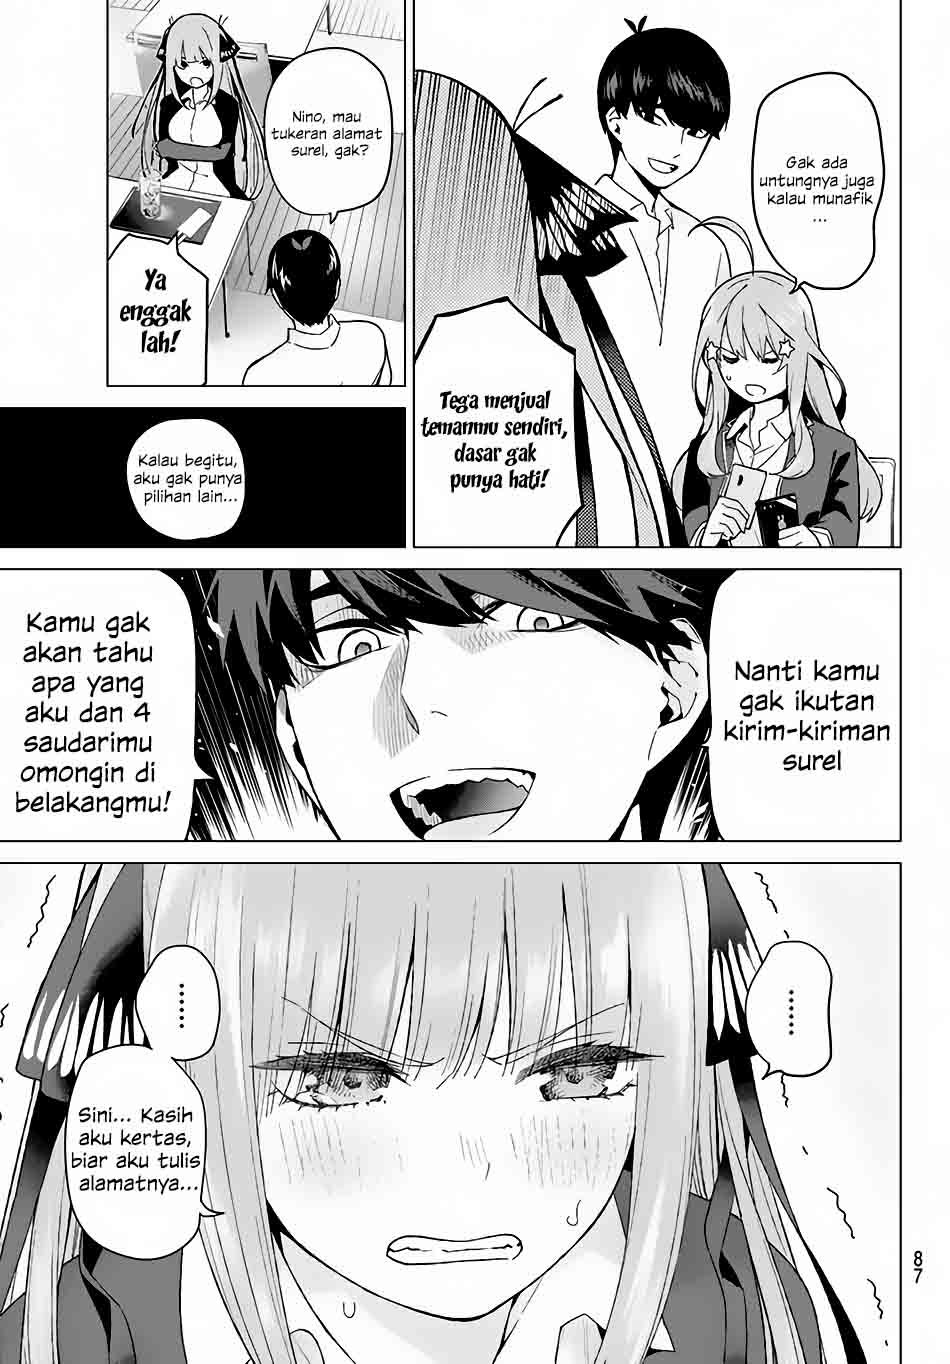 Gak ada
untungnya juga
kalau munafik
...
Tega menjual
temanmu sendiri,
dasar gak
punya hati!
Nino, mau
tukeran alamat
surel, gak?
Ya
enggak
lah!
Kalau begitu,
aku gak punya
pilihan lain...
Nanti kamu
gak ikutan
kirim-kiriman
surel
Kamu gak
akan tahu
apa yang
aku dan 4
saudarimu
omongin di
belakangmu!
......
......
Sini... Kasih
aku kertas,
biar aku tulis
alamatnya...
87